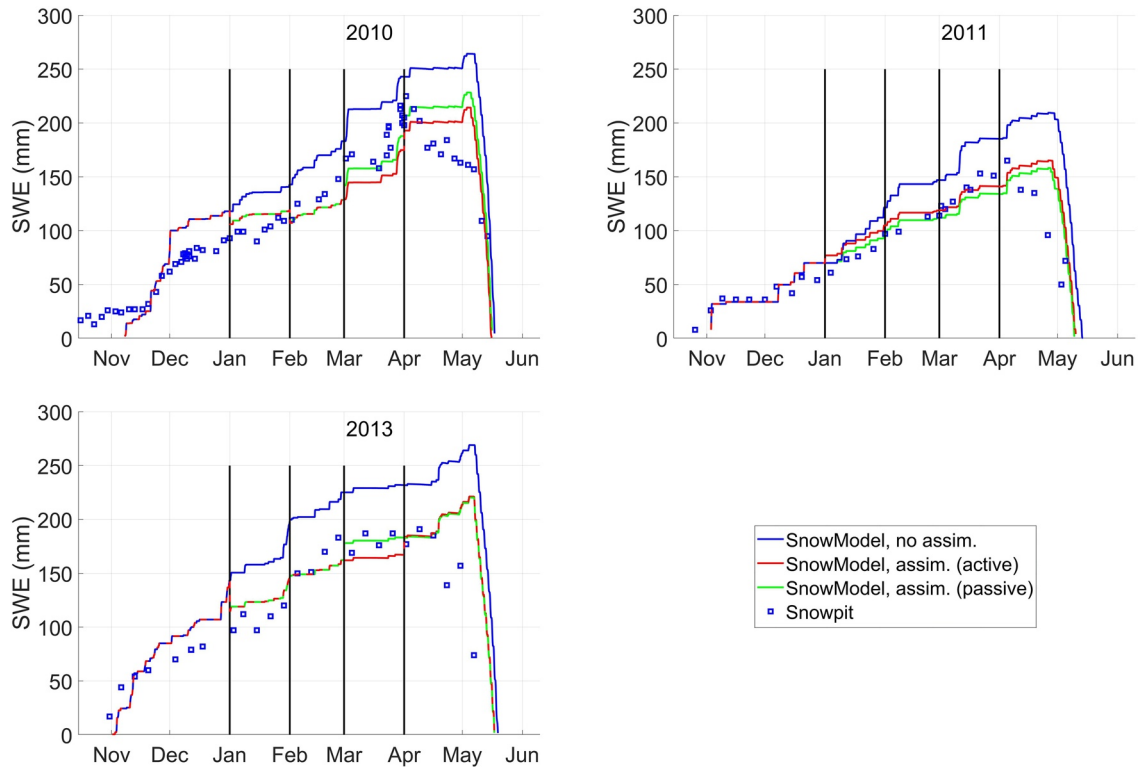 2010
SWE (mm)
300
250
200
150
100
50
0
Nov Dec Jan Feb Mar Apr May Jun
2011
SWE (mm)
300
250
200
150
100
50
0
Nov Dec Jan Feb Mar Apr May Jun
2013
SWE (mm)
300
250
200
150
100
50
0
Nov Dec Jan Feb Mar Apr May Jun
SnowModel, no assim.
SnowModel, assim. (active)
SnowModel, assim. (passive)
Snowpit